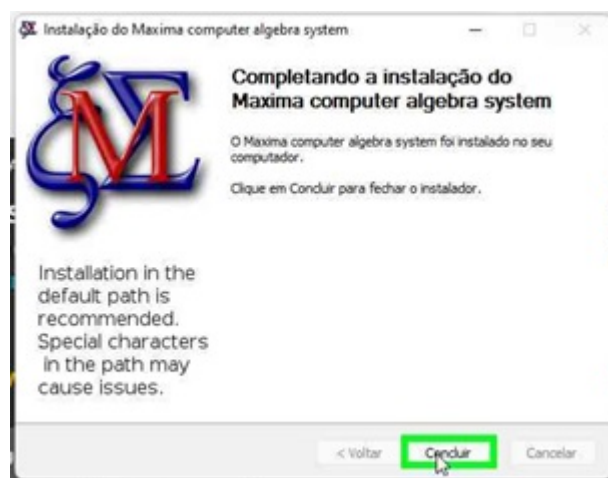 Instalação do Maxima computer algebra system
Completando a instalação do
Maxima computer algebra system
O Maxima computer algebra system foi instalado no seu
computador.
Clique em Concluir para fechar o instalador.
Installation in the
default path is
recommended.
Special characters
in the path may
cause issues.
< Voltar
Concluir
Cancelar